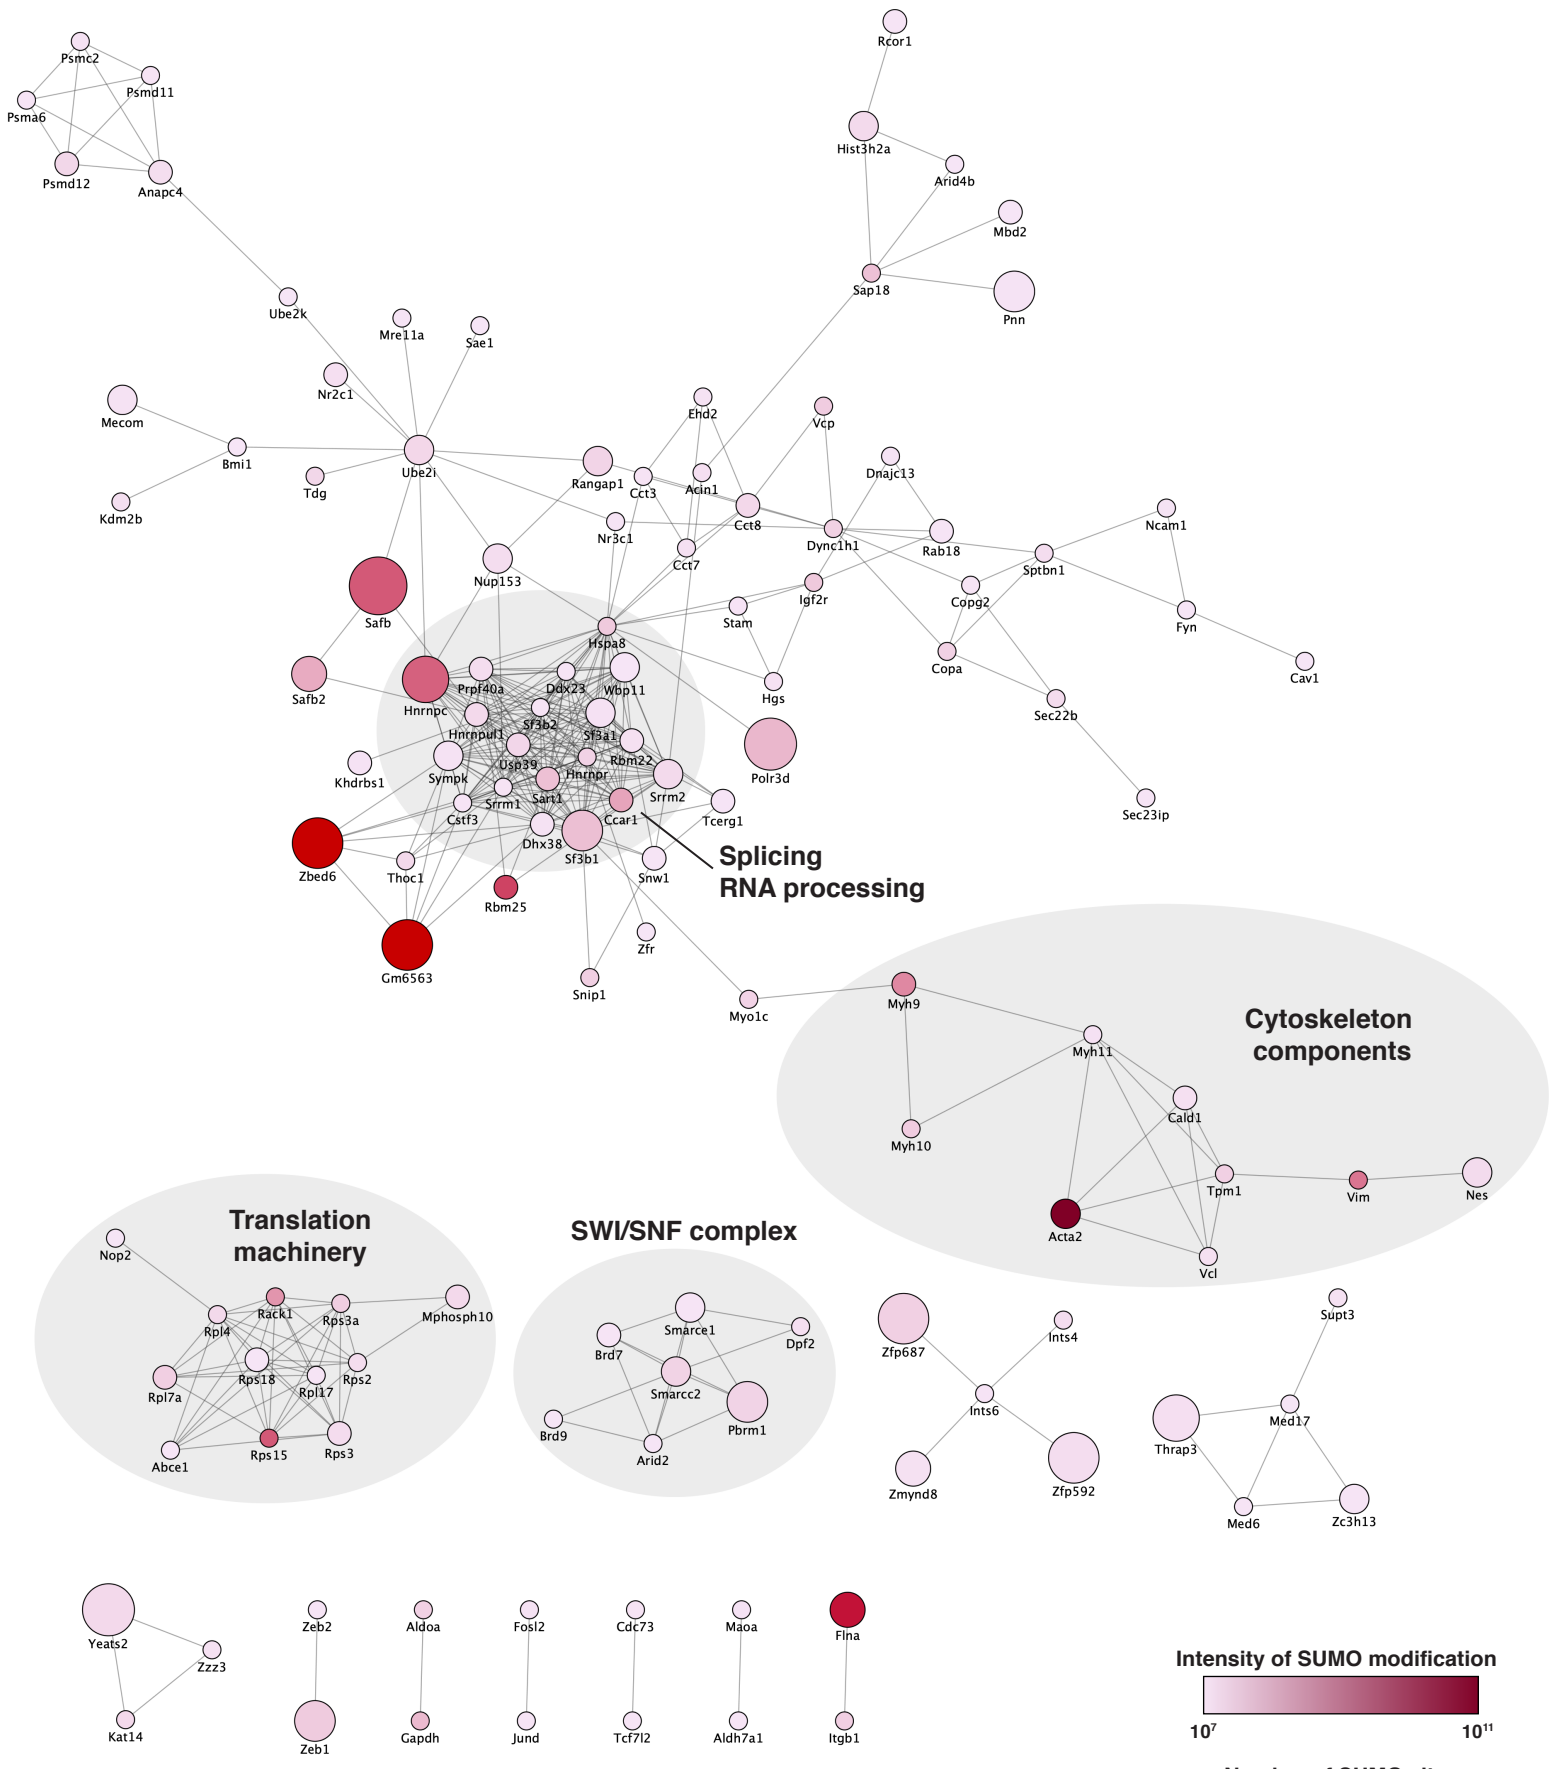 Rcor1
Psmc2
Psmd11
Psma6
Hist3h2a
Arid4b
Psmd12
Anapc4
Mbd2
Sap18
Ube2k
Pnn
Mre11a
Sae1
Nr2c1
Ehd2
Mecom
Vcp
Bmi1
Ube2i
Dnajc13
Rangap1
Acin1
Cct3
Tdg
Kdm2b
Cct8
Ncam1
Nr3c1
Dync1h1
Rab18
Cct7
Sptbn1
Nup153
Igf2r
Copg2
Safb
Stam
Fyn
Hspa8
Copa
Cav1
Prpf40a
Ddx23
Wbp11
Safb2
Hnrnpc
Hgs
Sec22b
Sf3b2
Hnrnpul1
Sf3a1
Usp39
Rbm22
Hnrnpr
Sympk
Khdrbs1
Polr3d
Srrm1
Sart1
Srrm2
Cstf3
Ccar1
Tcerg1
Sec23ip
Dhx38
Sf3b1
Splicing
RNA processing
Zbed6
Thoc1
Snw1
Rbm25
Zfr
Gm6563
Snip1
Myo1c
Myh9
Cytoskeleton
components
Myh11
Cald1
Myh10
Tpm1
Vim
Nes
Acta2
Vcl
Translation
machinery
SWI/SNF complex
Nop2
Rack1
Rps3a
Mphosph10
Rpl4
Smarce1
Dpf2
Brd7
Rps18
Rps2
Rpl17
Rpl7a
Smarcc2
Pbrm1
Brd9
Arid2
Rps15
Rps3
Abce1
Supt3
Ints4
Zfp687
Ints6
Med17
Thrap3
Zmynd8
Zfp592
Med6
Zc3h13
Yeats2
Zzz3
Kat14
Zeb2
Aldoa
Fosl2
Cdc73
Maoa
Flna
Zeb1
Gapdh
Jund
Tcf7l2
Aldh7a1
Itgb1
Intensity of SUMO modification
10⁷ 10¹¹